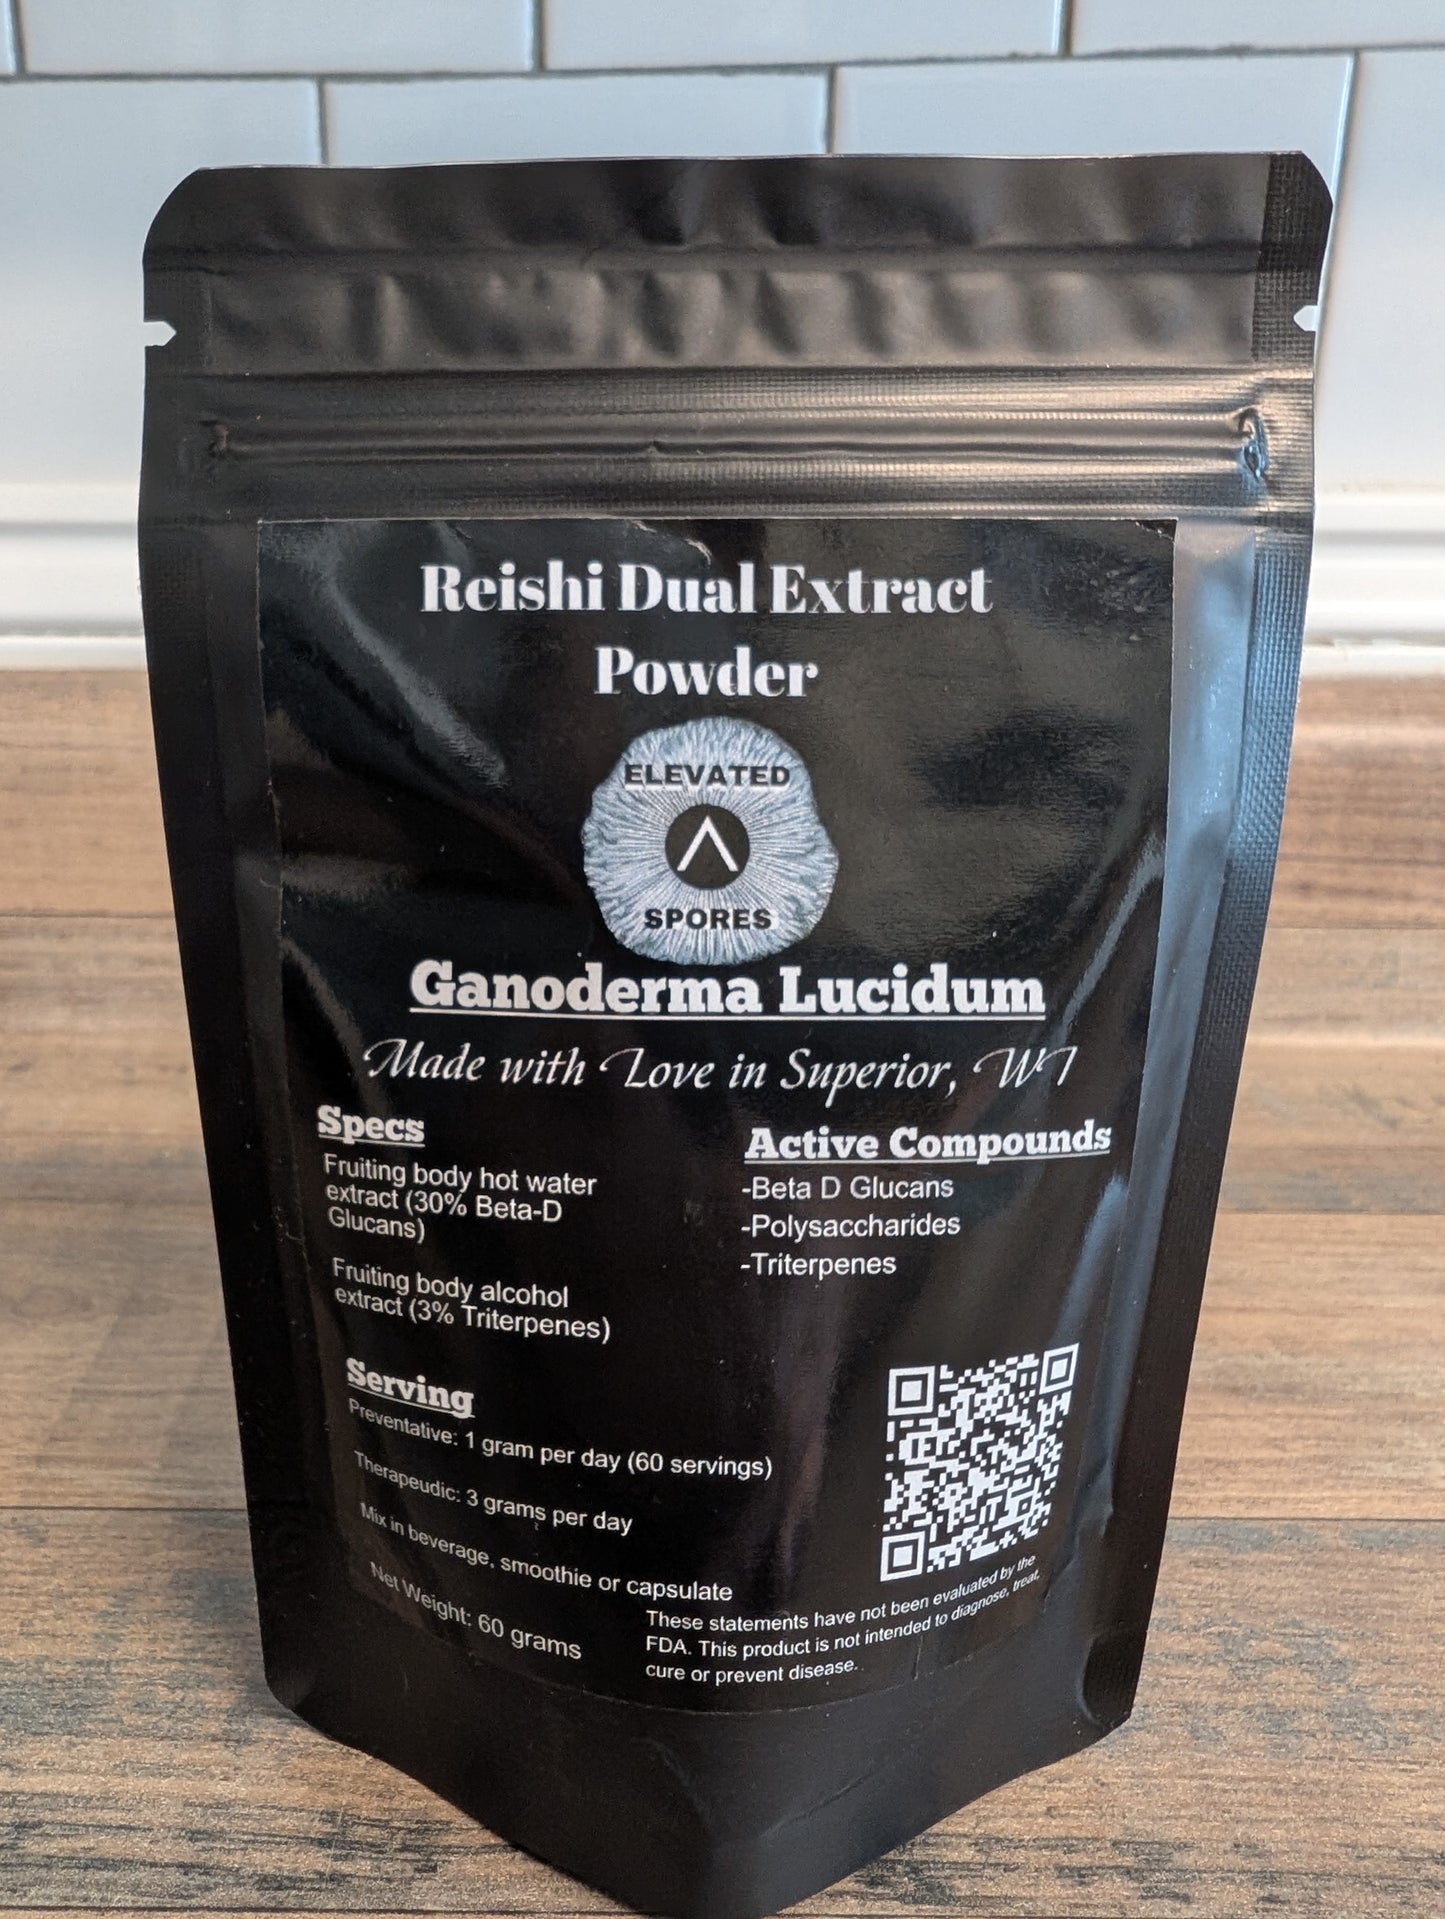 Reishi Dual Extract
Powder
ELEVATED
SPORES
Ganoderma Lucidum
Made with Love in Superior, WI
Specs
Fruiting body hot water
extract (30% Beta-D
Glucans)
Fruiting body alcohol
extract (3% Triterpenes)
Active Compounds
-Beta D Glucans
-Polysaccharides
-Triterpenes
Serving
Preventative: 1 gram per day (60 servings)
Therapeudic: 3 grams per day
Mix in beverage, smoothie or capsulate
Net Weight: 60 grams
These statements have not been evaluated by the
FDA. This product is not intended to diagnose, treat,
cure or prevent disease.